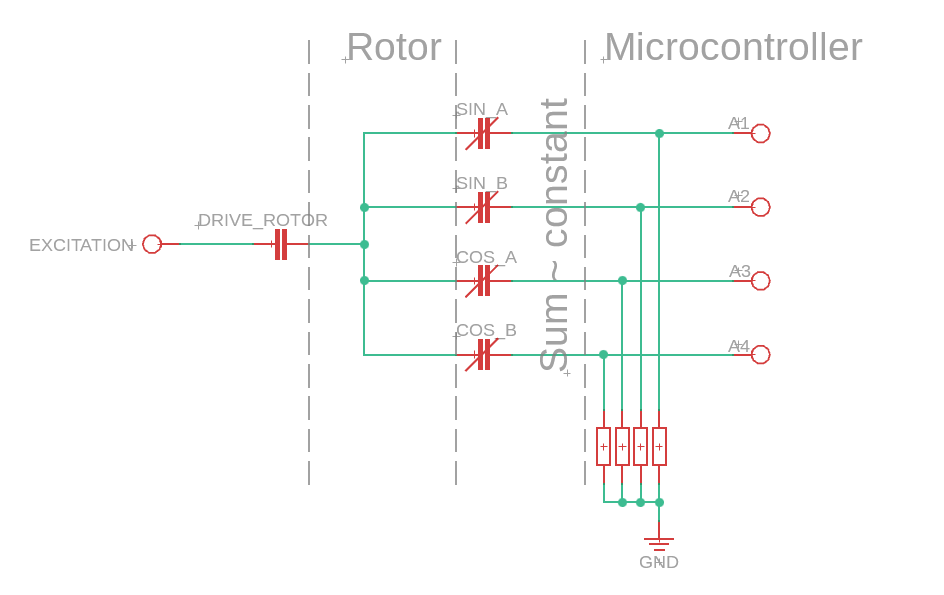 Rotor
Microcontroller
SIN_A
A1
SIN_B
A2
DRIVE_ROTOR
EXCITATION
COS_A
A3
COS_B
A4
Sum ~ constant
GND